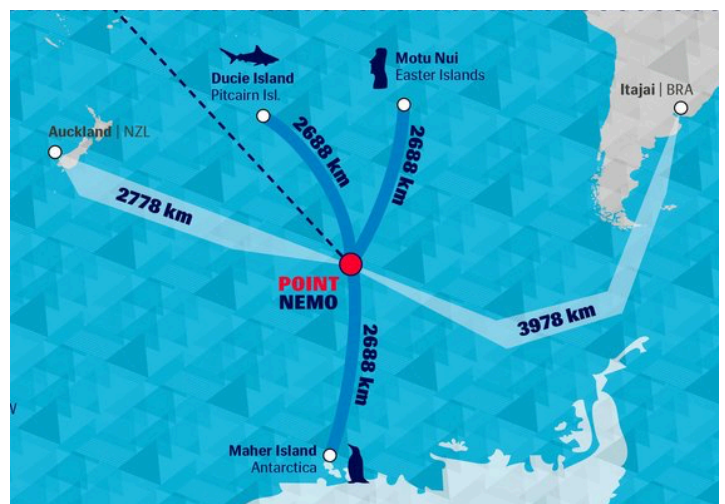 Ducie Island
Pitcairn Isl.
Motu Nui
Easter Islands
Itajai | BRA
Auckland | NZL
2688 km
2688 km
2778 km
POINT
NEMO
3978 km
2688 km
Maher Island
Antarctica